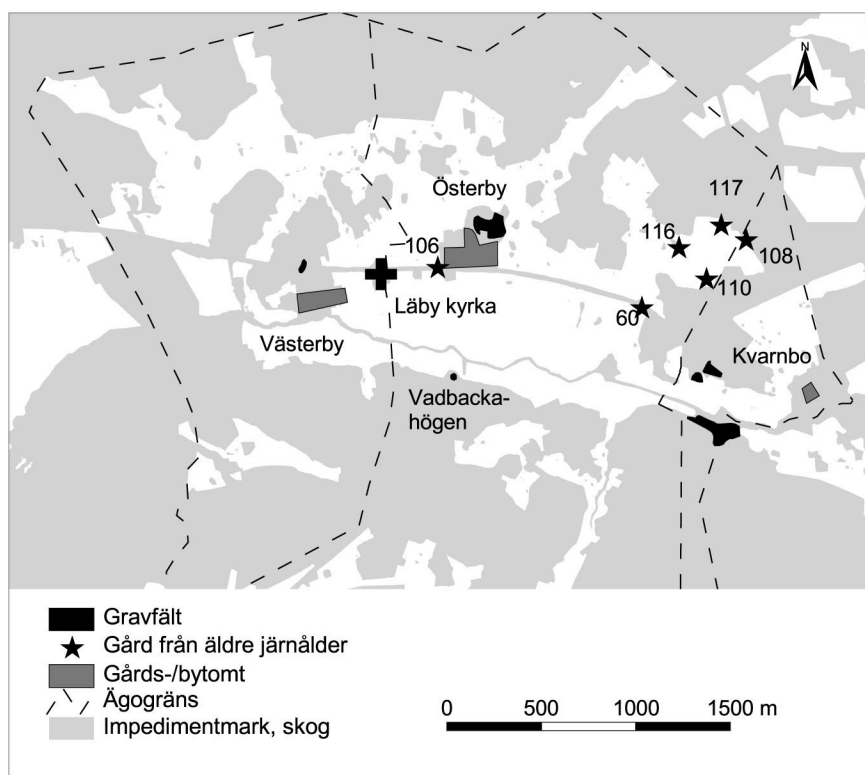 N
117
Österby
116
106
108
110
Läby kyrka
60
Kvarnbo
Västerby
Vadbacka-
högen
Gravfält
Gård från äldre järnålder
Gårds-/bytomt
Ägogräns
Impedimentmark, skog
0 500 1000 1500 m